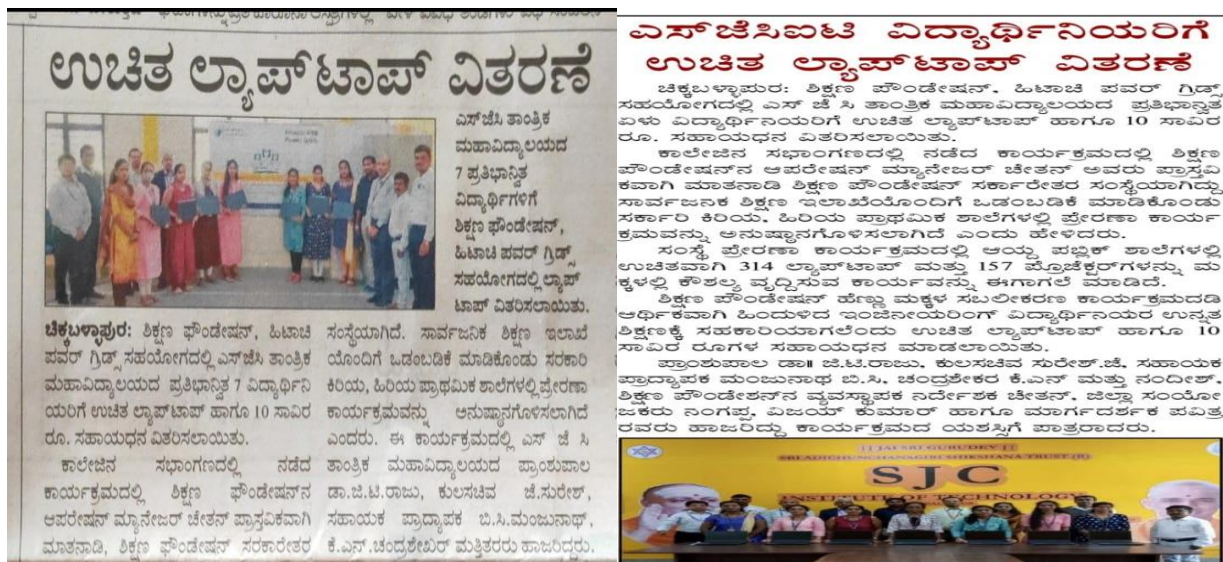 ಉಚಿತ ಲ್ಯಾಪ್‌ಟಾಪ್ ವಿತರಣೆ
ಎಸ್‌ಜೆಸಿ ತಾಂತ್ರಿಕ
ಮಹಾವಿದ್ಯಾಲಯದ
7 ಪ್ರತಿಭಾನ್ವಿತ
ವಿದ್ಯಾರ್ಥಿಗಳಿಗೆ
ಶಿಕ್ಷಣ ಫೌಂಡೇಷನ್,
ಹಿಟಾಚಿ ಪವರ್ ಗ್ರಿಡ್ಸ್
ಸಹಯೋಗದಲ್ಲಿ ಲ್ಯಾಪ್
ಟಾಪ್ ವಿತರಿಸಲಾಯಿತು.
ಚಿಕ್ಕಬಳ್ಳಾಪುರ: ಶಿಕ್ಷಣ ಫೌಂಡೇಷನ್, ಹಿಟಾಚಿ
ಪವರ್ ಗ್ರಿಡ್ಸ್ ಸಹಯೋಗದಲ್ಲಿ ಎಸ್‌ಜೆಸಿ ತಾಂತ್ರಿಕ
ಮಹಾವಿದ್ಯಾಲಯದ ಪ್ರತಿಭಾನ್ವಿತ 7 ವಿದ್ಯಾರ್ಥಿನಿ
ಯರಿಗೆ ಉಚಿತ ಲ್ಯಾಪ್‌ಟಾಪ್ ಹಾಗೂ 10 ಸಾವಿರ
ರೂ. ಸಹಾಯಧನ ವಿತರಿಸಲಾಯಿತು.
ಕಾಲೇಜಿನ ಸಭಾಂಗಣದಲ್ಲಿ ನಡೆದ
ಕಾರ್ಯಕ್ರಮದಲ್ಲಿ ಶಿಕ್ಷಣ ಫೌಂಡೇಷನ್‌ನ
ಆಪರೇಷನ್ ಮ್ಯಾನೇಜರ್ ಚೇತನ್ ಪ್ರಾಸ್ತವಿಕವಾಗಿ
ಮಾತನಾಡಿ, ಶಿಕ್ಷಣ ಫೌಂಡೇಷನ್ ಸರಕಾರೇತರ
ಸಂಸ್ಥೆಯಾಗಿದೆ. ಸಾರ್ವಜನಿಕ ಶಿಕ್ಷಣ ಇಲಾಖೆ
ಯೊಂದಿಗೆ ಒಡಂಬಡಿಕೆ ಮಾಡಿಕೊಂಡು ಸರಕಾರಿ
ಕಿರಿಯ, ಹಿರಿಯ ಪ್ರಾಥಮಿಕ ಶಾಲೆಗಳಲ್ಲಿ ಪ್ರೇರಣಾ
ಕಾರ್ಯಕ್ರಮವನ್ನು ಅನುಷ್ಠಾನಗೊಳಿಸಲಾಗಿದೆ
ಎಂದರು. ಈ ಕಾರ್ಯಕ್ರಮದಲ್ಲಿ ಎಸ್ ಜೆ ಸಿ
ತಾಂತ್ರಿಕ ಮಹಾವಿದ್ಯಾಲಯದ ಪ್ರಾಂಶುಪಾಲ
ಡಾ.ಜಿ.ಟಿ.ರಾಜು, ಕುಲಸಚಿವ ಜೆ.ಸುರೇಶ್,
ಸಹಾಯಕ ಪ್ರಾಧ್ಯಾಪಕ ಬಿ.ಸಿ.ಮಂಜುನಾಥ್,
ಕೆ.ಎನ್.ಚಂದ್ರಶೇಖರ್ ಮತ್ತಿತರರು ಹಾಜರಿದ್ದರು.
ಎಸ್‌ಜೆಸಿಐಟಿ ವಿದ್ಯಾರ್ಥಿನಿಯರಿಗೆ
ಉಚಿತ ಲ್ಯಾಪ್‌ಟಾಪ್ ವಿತರಣೆ
ಚಿಕ್ಕಬಳ್ಳಾಪುರ: ಶಿಕ್ಷಣ ಪೌಂಡೇಷನ್, ಹಿಟಾಚಿ ಪವರ್ ಗ್ರಿಡ್ಸ್
ಸಹಯೋಗದಲ್ಲಿ ಎಸ್ ಜೆ ಸಿ ತಾಂತ್ರಿಕ ಮಹಾವಿದ್ಯಾಲಯದ ಪ್ರತಿಭಾನ್ವಿತ
ಏಳು ವಿದ್ಯಾರ್ಥಿನಿಯರಿಗೆ ಉಚಿತ ಲ್ಯಾಪ್‌ಟಾಪ್ ಹಾಗೂ 10 ಸಾವಿರ
ರೂ. ಸಹಾಯಧನ ವಿತರಿಸಲಾಯಿತು.
ಕಾಲೇಜಿನ ಸಭಾಂಗಣದಲ್ಲಿ ನಡೆದ ಕಾರ್ಯಕ್ರಮದಲ್ಲಿ ಶಿಕ್ಷಣ
ಪೌಂಡೇಷನ್‌ನ ಆಪರೇಷನ್ ಮ್ಯಾನೇಜರ್ ಚೇತನ್ ಅವರು ಪ್ರಾಸ್ತವಿ
ಕವಾಗಿ ಮಾತನಾಡಿ ಶಿಕ್ಷಣ ಪೌಂಡೇಷನ್ ಸರ್ಕಾರೇತರ ಸಂಸ್ಥೆಯಾಗಿದ್ದು
ಸಾರ್ವಜನಿಕ ಶಿಕ್ಷಣ ಇಲಾಖೆಯೊಂದಿಗೆ ಒಡಂಬಡಿಕೆ ಮಾಡಿಕೊಂಡು
ಸರ್ಕಾರಿ ಕಿರಿಯ, ಹಿರಿಯ ಪ್ರಾಥಮಿಕ ಶಾಲೆಗಳಲ್ಲಿ ಪ್ರೇರಣಾ ಕಾರ್ಯ
ಕ್ರಮವನ್ನು ಅನುಷ್ಠಾನಗೊಳಿಸಲಾಗಿದೆ ಎಂದು ಹೇಳಿದರು.
ಸಂಸ್ಥೆ ಪ್ರೇರಣಾ ಕಾರ್ಯಕ್ರಮದಲ್ಲಿ ಆಯ್ದ ಪಬ್ಲಿಕ್ ಶಾಲೆಗಳಲ್ಲಿ
ಉಚಿತವಾಗಿ 314 ಲ್ಯಾಪ್‌ಟಾಪ್ ಮತ್ತು 157 ಪ್ರೊಜೆಕ್ಟರ್‌ಗಳನ್ನು ಮ
ಕ್ಕಳಲ್ಲಿ ಕೌಶಲ್ಯ ವೃದ್ದಿಸುವ ಕಾರ್ಯವನ್ನು ಈಗಾಗಲೆ ಮಾಡಿದೆ.
ಶಿಕ್ಷಣ ಪೌಂಡೇಷನ್ ಹೆಣ್ಣು ಮಕ್ಕಳ ಸಬಲೀಕರಣ ಕಾರ್ಯಕ್ರಮದಡಿ
ಆರ್ಥಿಕವಾಗಿ ಹಿಂದುಳಿದ ಇಂಜಿನೀಯರಿಂಗ್ ವಿದ್ಯಾರ್ಥಿನಿಯರ ಉನ್ನತ
ಶಿಕ್ಷಣಕ್ಕೆ ಸಹಕಾರಿಯಾಗಲೆಂದು ಉಚಿತ ಲ್ಯಾಪ್‌ಟಾಪ್ ಹಾಗೂ 10
ಸಾವಿರ ರೂಗಳ ಸಹಾಯಧನ ಮಾಡಲಾಯಿತು.
ಪ್ರಾಂಶುಪಾಲ ಡಾ॥ ಜಿ.ಟಿ.ರಾಜು, ಕುಲಸಚಿವ ಸುರೇಶ್.ಜೆ, ಸಹಾಯಕ
ಪ್ರಾದ್ಯಾಪಕ ಮಂಜುನಾಥ ಬಿ.ಸಿ, ಚಂದ್ರಶೇಕರ ಕೆ.ಎನ್ ಮತ್ತು ನಂದೀಶ್,
ಶಿಕ್ಷಣ ಪೌಂಡೇಶನ್‌ನ ವ್ಯವಸ್ಥಾಪಕ ನಿರ್ದೇಶಕ ಚೇತನ್, ಜಿಲ್ಲಾ ಸಂಯೋ
ಜಕರು ನಂಗಪ್ಪ, ವಿಜಯ್ ಕುಮಾರ್ ಹಾಗೂ ಮಾರ್ಗದರ್ಶಕ ಪವಿತ್ರ
ರವರು ಹಾಜರಿದ್ದು ಕಾರ್ಯಕ್ರಮದ ಯಶಸ್ಸಿಗೆ ಪಾತ್ರರಾದರು.
|| JAI SRI GURUDEV ||
SRI ADICHUNCHANAGIRI SHIKSHANA TRUST (R)
SJC
INSTITUTE OF TECHNOLOGY